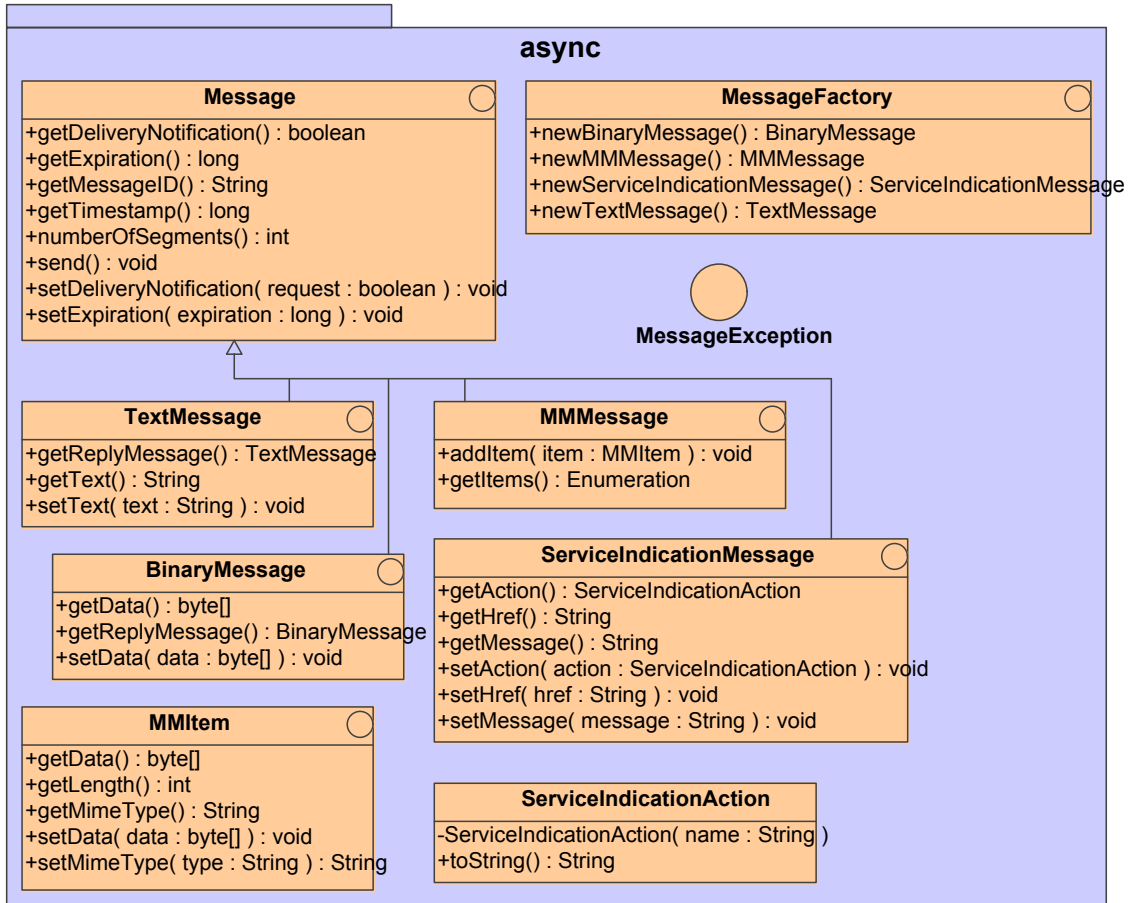 async
Message
+getDeliveryNotification() : boolean
+getExpiration() : long
+getMessageID() : String
+getTimestamp() : long
+numberOfSegments() : int
+send() : void
+setDeliveryNotification( request : boolean ) : void
+setExpiration( expiration : long ) : void
MessageFactory
+newBinaryMessage() : BinaryMessage
+newMMMessage() : MMMessage
+newServiceIndicationMessage() : ServiceIndicationMessage
+newTextMessage() : TextMessage
MessageException
TextMessage
+getReplyMessage() : TextMessage
+getText() : String
+setText( text : String ) : void
MMMessage
+addItem( item : MMItem ) : void
+getItems() : Enumeration
BinaryMessage
+getData() : byte[]
+getReplyMessage() : BinaryMessage
+setData( data : byte[] ) : void
ServiceIndicationMessage
+getAction() : ServiceIndicationAction
+getHref() : String
+getMessage() : String
+setAction( action : ServiceIndicationAction ) : void
+setHref( href : String ) : void
+setMessage( message : String ) : void
MMItem
+getData() : byte[]
+getLength() : int
+getMimeType() : String
+setData( data : byte[] ) : void
+setMimeType( type : String ) : String
ServiceIndicationAction
-ServiceIndicationAction( name : String )
+toString() : String